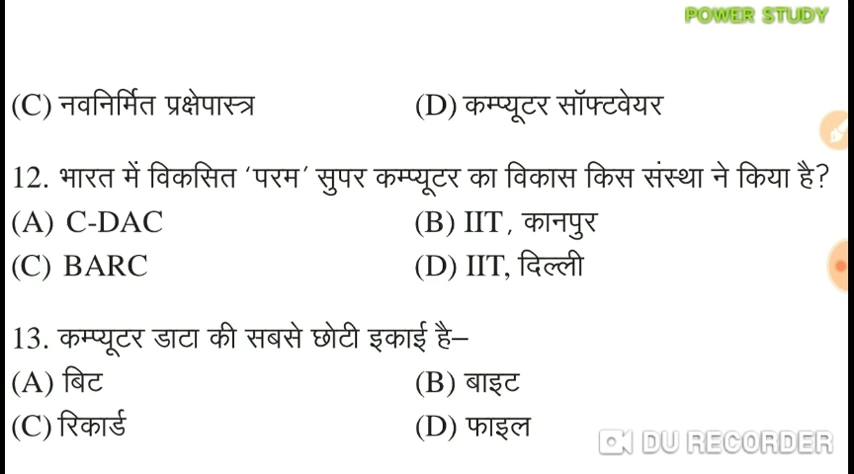 POWER STUDY
(C) नवनिर्मित प्रक्षेपास्त्र (D) कम्प्यूटर सॉफ्टवेयर
12. भारत में विकसित ‘परम’ सुपर कम्प्यूटर का विकास किस संस्था ने किया है?
(A) C-DAC (B) IIT, कानपुर
(C) BARC (D) IIT, दिल्ली
13. कम्प्यूटर डाटा की सबसे छोटी इकाई है–
(A) बिट (B) बाइट
(C) रिकार्ड (D) फाइल
DU RECORDER